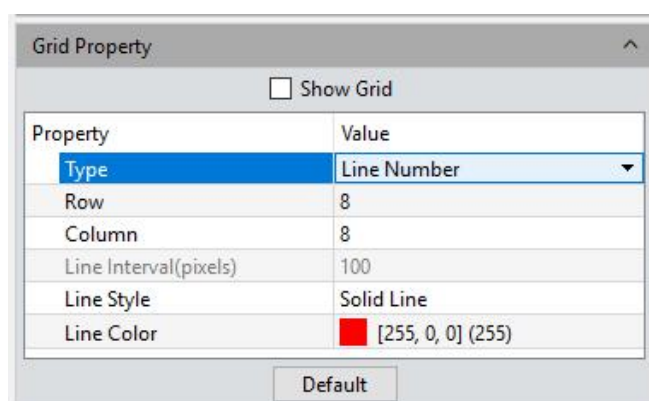 Grid Property
Show Grid
Property Value
Type Line Number
Row 8
Column 8
Line Interval(pixels) 100
Line Style Solid Line
Line Color [255, 0, 0] (255)
Default